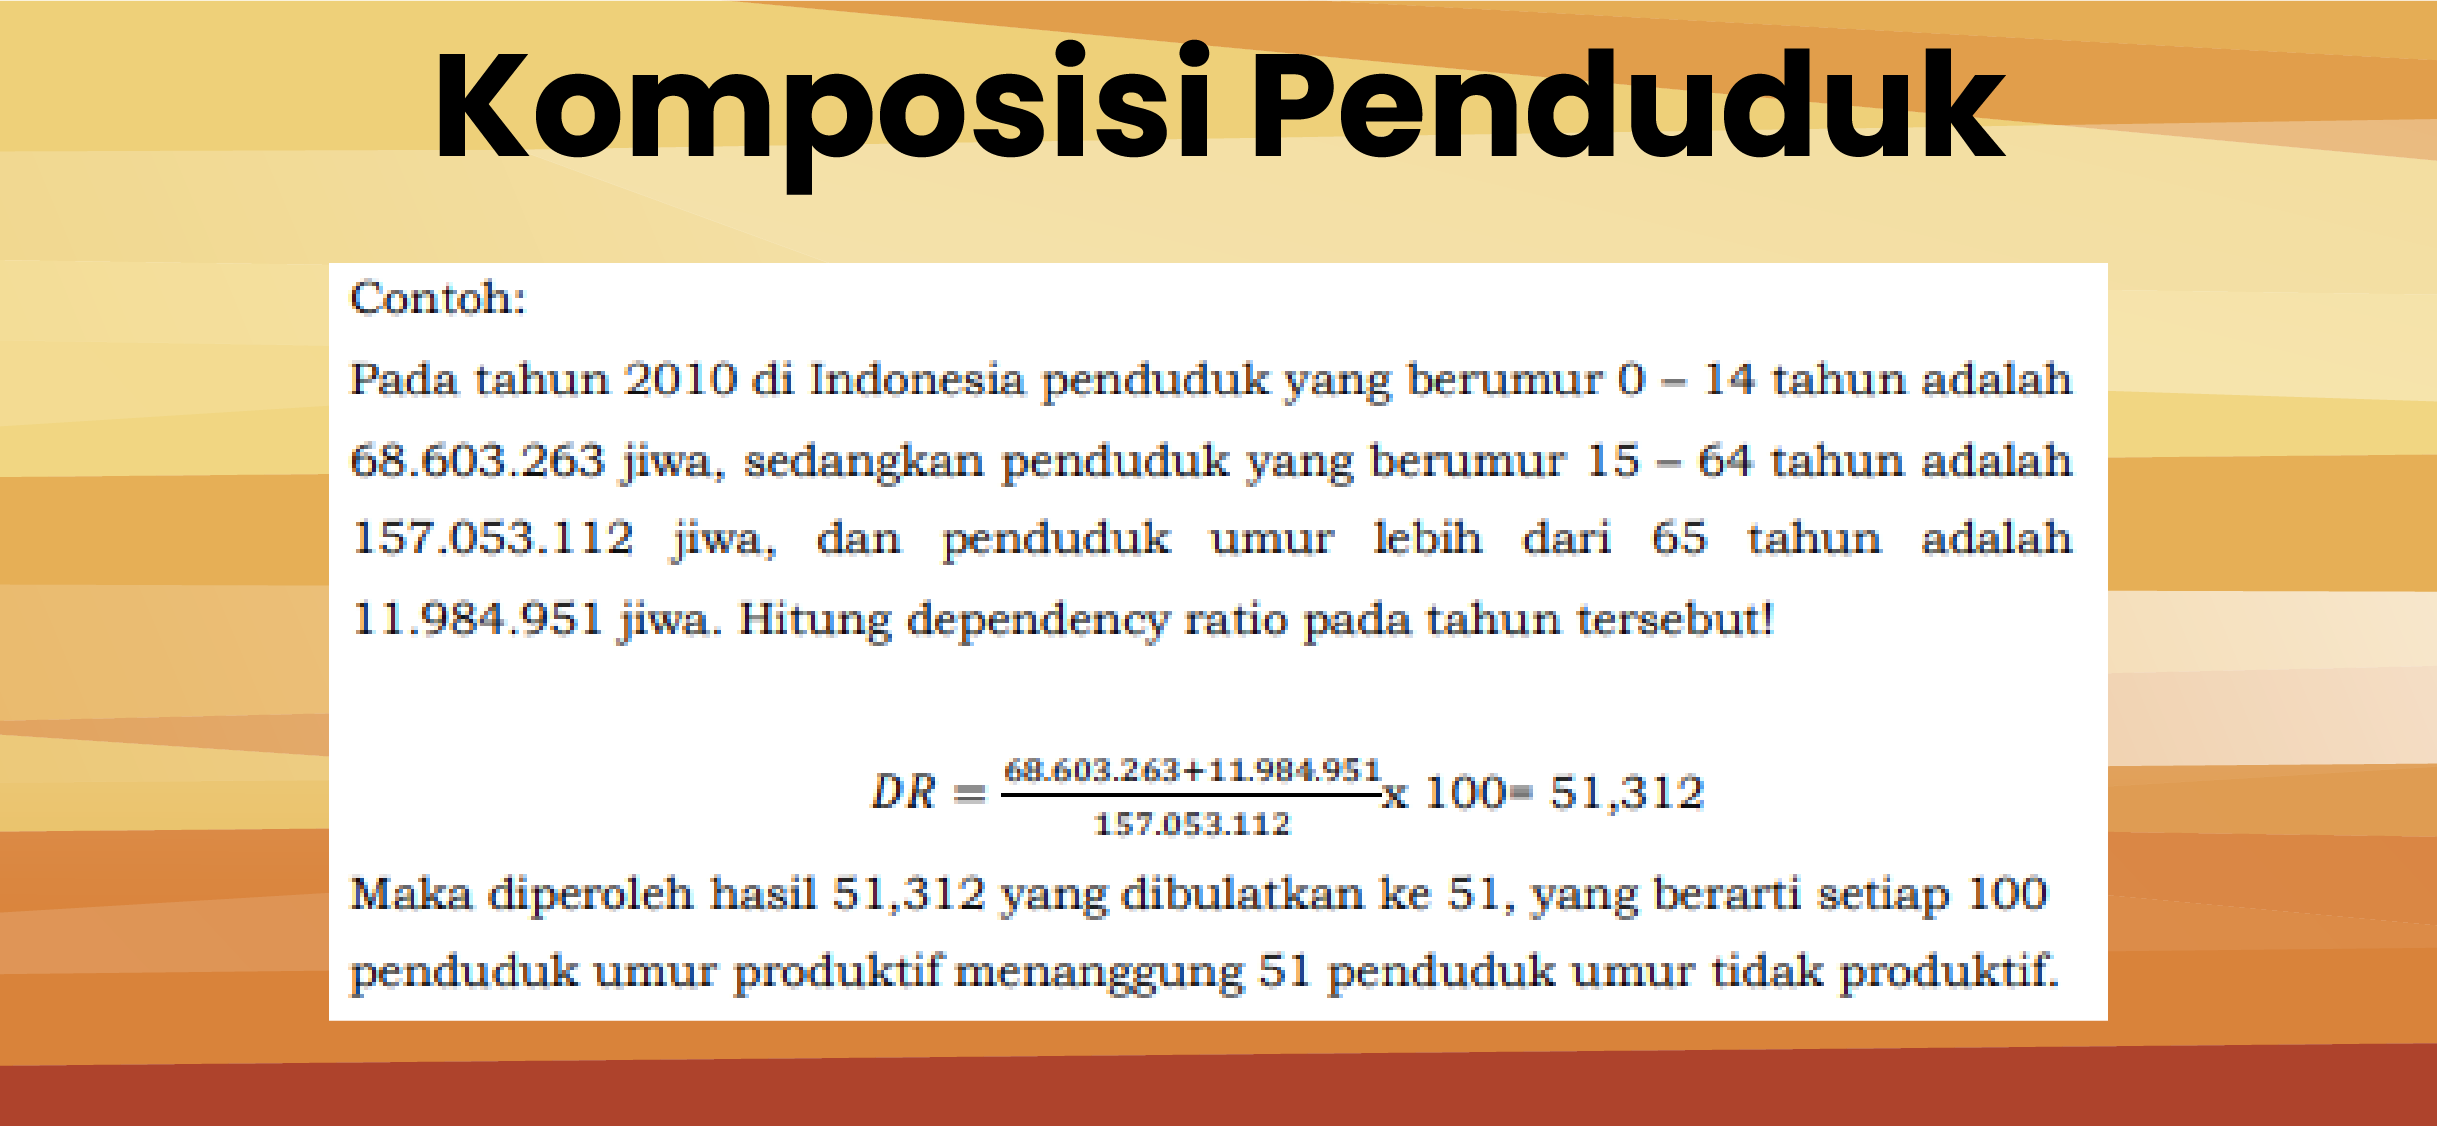 Komposisi Penduduk
Contoh:
Pada tahun 2010 di Indonesia penduduk yang berumur 0 – 14 tahun adalah
68.603.263 jiwa, sedangkan penduduk yang berumur 15 – 64 tahun adalah
157.053.112 jiwa, dan penduduk umur lebih dari 65 tahun adalah
11.984.951 jiwa. Hitung dependency ratio pada tahun tersebut!
DR = 68.603.263+11.984.951 / 157.053.112 x 100= 51,312
Maka diperoleh hasil 51,312 yang dibulatkan ke 51, yang berarti setiap 100
penduduk umur produktif menanggung 51 penduduk umur tidak produktif.